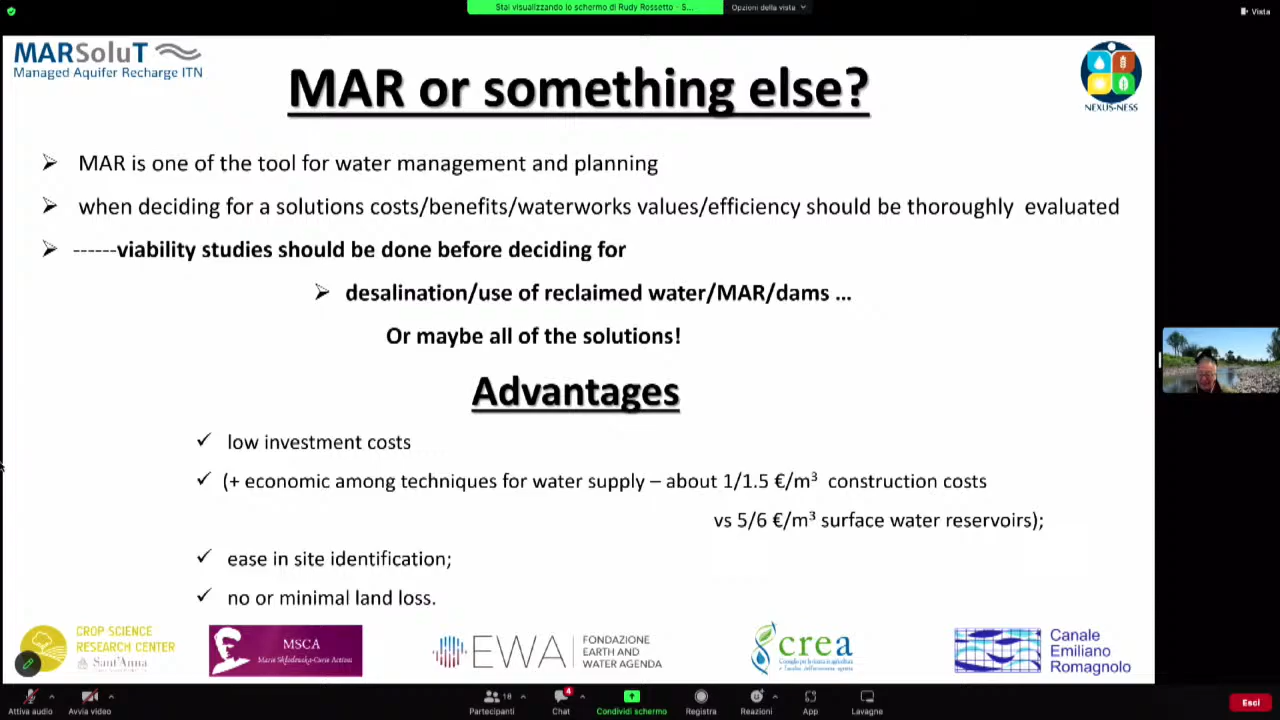 Stai visualizzando lo schermo di Rudy Rossetto - S...
Opzioni della vista
Vista
MARSoluT
Managed Aquifer Recharge ITN
MAR or something else?
NEXUS-NESS
MAR is one of the tool for water management and planning
when deciding for a solutions costs/benefits/waterworks values/efficiency should be thoroughly evaluated
------viability studies should be done before deciding for
desalination/use of reclaimed water/MAR/dams ...
Or maybe all of the solutions!
Advantages
low investment costs
(+ economic among techniques for water supply – about 1/1.5 €/m³ construction costs
vs 5/6 €/m³ surface water reservoirs);
ease in site identification;
no or minimal land loss.
CROP SCIENCE
RESEARCH CENTER
Sant'Anna
MSCA
Marie Skłodowska-Curie Actions
EWA
FONDAZIONE
EARTH AND
WATER AGENDA
crea
Canale
Emiliano
Romagnolo
Attiva audio
Avvia video
Partecipanti
18
Chat
4
Condividi schermo
Registra
Reazioni
App
Lavagne
Esci